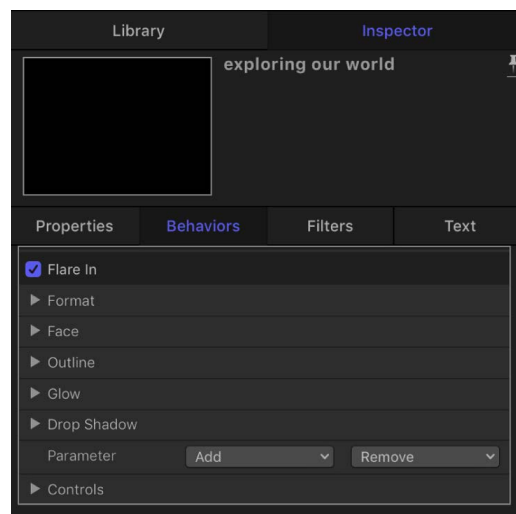 Library Inspector
exploring our world
Properties Behaviors Filters Text
Flare In
Format
Face
Outline
Glow
Drop Shadow
Parameter Add Remove
Controls